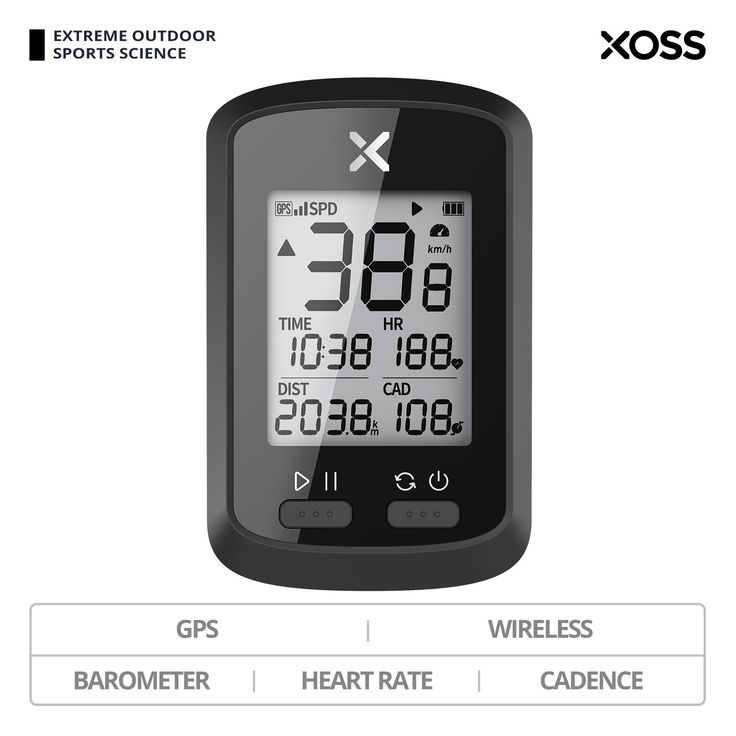 EXTREME OUTDOOR
SPORTS SCIENCE
XOSS
X
GPS SPD
38.8
km/h
TIME
HR
10:38
188
DIST
CAD
203.8 km
108
GPS | WIRELESS
BAROMETER | HEART RATE | CADENCE